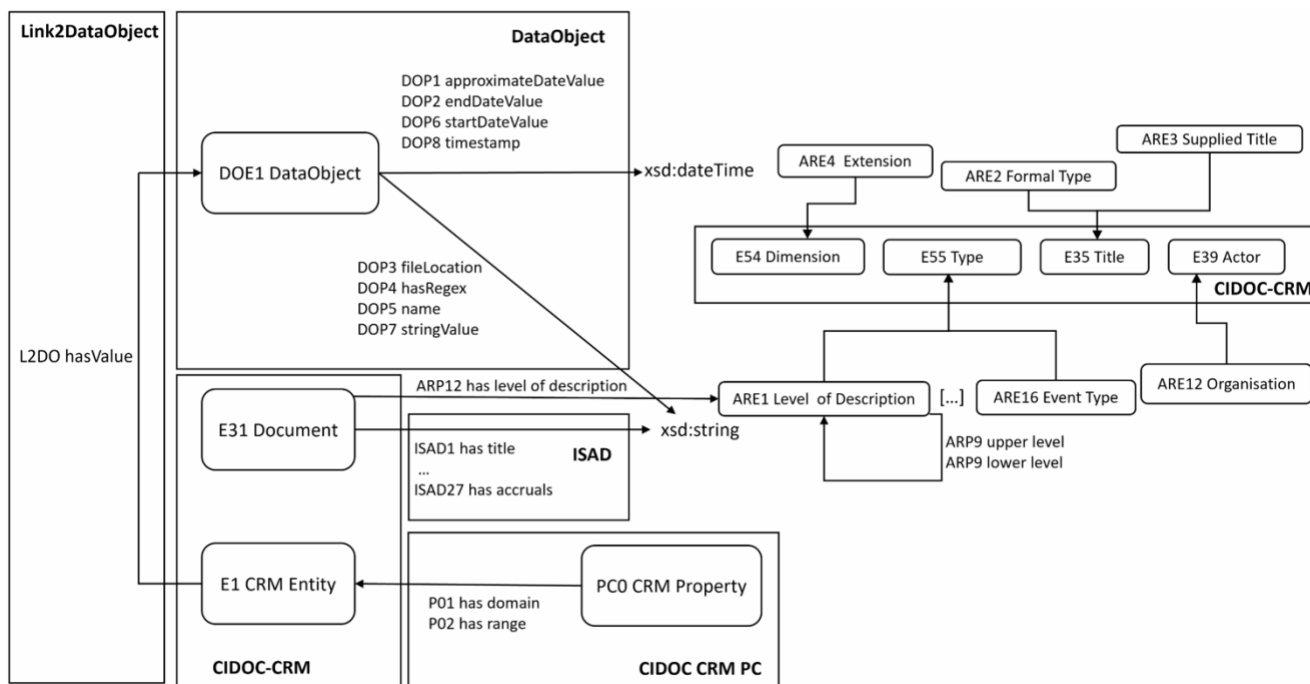 Link2DataObject
DataObject
DOP1 approximateDateValue
DOP2 endDateValue
DOP6 startDateValue
DOP8 timestamp
DOE1 DataObject
xsd:dateTime
DOP3 fileLocation
DOP4 hasRegex
DOP5 name
DOP7 stringValue
L2DO hasValue
ARE3 Supplied Title
ARE4 Extension
ARE2 Formal Type
E54 Dimension
E55 Type
E35 Title
E39 Actor
CIDOC-CRM
ARP12 has level of description
ARE1 Level of Description
[...]
ARE16 Event Type
ARE12 Organisation
E31 Document
xsd:string
ISAD1 has title
...
ISAD27 has accruals
ISAD
ARP9 upper level
ARP9 lower level
E1 CRM Entity
PC0 CRM Property
P01 has domain
P02 has range
CIDOC-CRM
CIDOC CRM PC